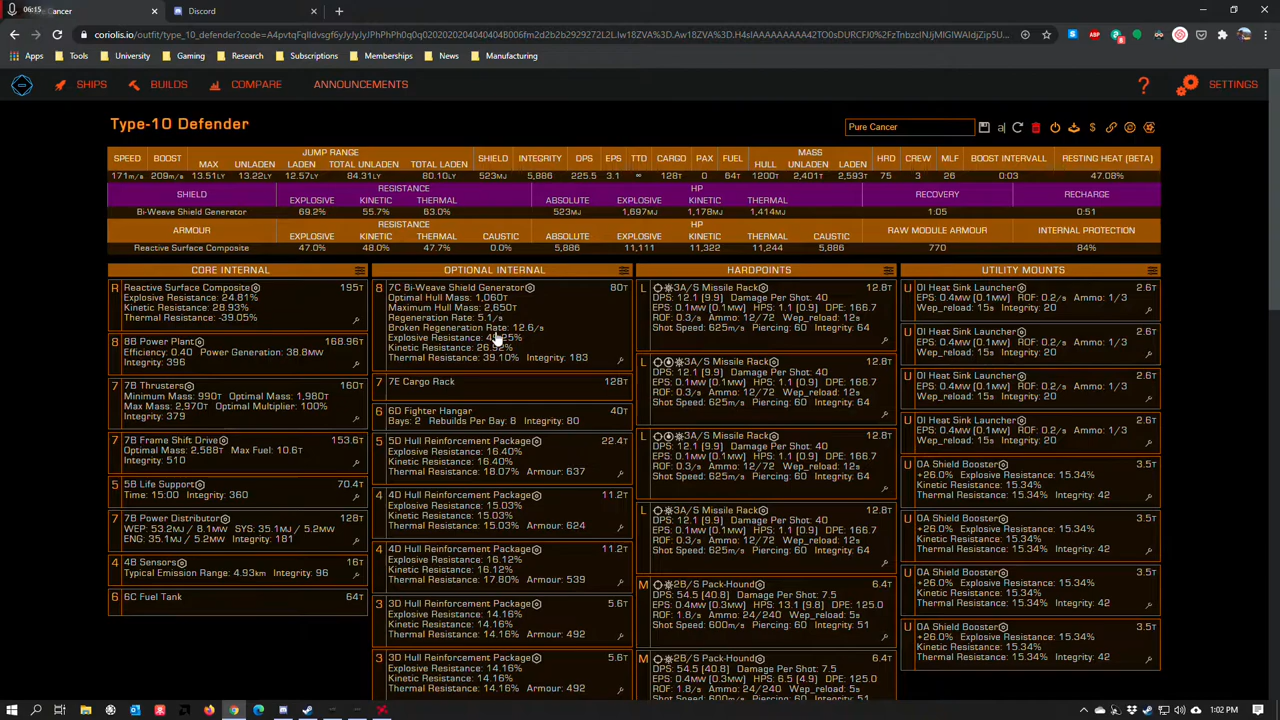 06:15
Cancer
Discord
coriolis.io/outfit/type_10_defender?code=
Apps
Tools
University
Gaming
Research
Subscriptions
Memberships
News
Manufacturing
SHIPS
BUILDS
COMPARE
ANNOUNCEMENTS
SETTINGS
Type-10 Defender
Pure Cancer
JUMP RANGE MASS
SPEED BOOST MAX UNLADEN LADEN TOTAL UNLADEN TOTAL LADEN SHIELD INTEGRITY DPS EPS TTD CARGO PAX FUEL HULL UNLADEN LADEN HRD CREW MLF BOOST INTERVALL RESTING HEAT (BETA)
171m/s 209m/s 13.51LY 13.22LY 12.57LY 84.31LY 80.10LY 523MJ 5,886 225.5 3.1 ∞ 128T 0 64T 1200T 2,401T 2,593T 75 3 26 0:03 47.08%
SHIELD RESISTANCE HP RECOVERY RECHARGE
EXPLOSIVE KINETIC THERMAL ABSOLUTE EXPLOSIVE KINETIC THERMAL
Bi-Weave Shield Generator 69.2% 55.7% 63.0% 523MJ 1,697MJ 1,178MJ 1,414MJ 1:05 0:51
ARMOUR RESISTANCE HP RAW MODULE ARMOUR INTERNAL PROTECTION
EXPLOSIVE KINETIC THERMAL CAUSTIC ABSOLUTE EXPLOSIVE KINETIC THERMAL CAUSTIC
Reactive Surface Composite 47.0% 48.0% 47.7% 0.0% 5,886 11,111 11,322 11,244 5,886 770 84%
CORE INTERNAL
R Reactive Surface Composite 195T
Explosive Resistance: 24.81%
Kinetic Resistance: 28.93%
Thermal Resistance: -39.05%
8 8B Power Plant 168.96T
Efficiency: 0.40 Power Generation: 38.8MW
Integrity: 396
7 7B Thrusters 160T
Minimum Mass: 990T Optimal Mass: 1,980T
Max Mass: 2,970T Optimal Multiplier: 100%
Integrity: 379
7 7B Frame Shift Drive 153.6T
Optimal Mass: 2,588T Max Fuel: 10.6T
Integrity: 510
5 5B Life Support 70.4T
Time: 15:00 Integrity: 360
7 7B Power Distributor 128T
WEP: 53.2MJ / 8.1MW SYS: 35.1MJ / 5.2MW
ENG: 35.1MJ / 5.2MW Integrity: 181
4 4B Sensors 16T
Typical Emission Range: 4.93km Integrity: 96
6 6C Fuel Tank 64T
OPTIONAL INTERNAL
8 7C Bi-Weave Shield Generator 80T
Optimal Hull Mass: 1,060T
Maximum Hull Mass: 2,650T
Regeneration Rate: 5.1/s
Broken Regeneration Rate: 12.6/s
Explosive Resistance:
Kinetic Resistance: 26.92%
Thermal Resistance: 39.10% Integrity: 183
7 7E Cargo Rack 128T
6 6D Fighter Hangar 40T
Bays: 2 Rebuilds Per Bay: 8 Integrity: 80
5 5D Hull Reinforcement Package 22.4T
Explosive Resistance: 16.40%
Kinetic Resistance: 16.40%
Thermal Resistance: 18.07% Armour: 637
4 4D Hull Reinforcement Package 11.2T
Explosive Resistance: 15.03%
Kinetic Resistance: 15.03%
Thermal Resistance: 15.03% Armour: 624
4 4D Hull Reinforcement Package 11.2T
Explosive Resistance: 16.12%
Kinetic Resistance: 16.12%
Thermal Resistance: 17.80% Armour: 539
3 3D Hull Reinforcement Package 5.6T
Explosive Resistance: 14.16%
Kinetic Resistance: 14.16%
Thermal Resistance: 14.16% Armour: 492
3 3D Hull Reinforcement Package 5.6T
Explosive Resistance: 14.16%
Kinetic Resistance: 14.16%
Thermal Resistance: 14.16% Armour: 492
HARDPOINTS
L 3A/S Missile Rack 12.8T
DPS: 12.1 [9.9] Damage Per Shot: 40
EPS: 0.1MW [0.1MW] HPS: 1.1 [0.9] DPE: 166.7
ROF: 0.3/s Ammo: 12/72 Wep_reload: 12s
Shot Speed: 625m/s Piercing: 60 Integrity: 64
L 3A/S Missile Rack 12.8T
DPS: 12.1 [9.9] Damage Per Shot: 40
EPS: 0.1MW [0.1MW] HPS: 1.1 [0.9] DPE: 166.7
ROF: 0.3/s Ammo: 12/72 Wep_reload: 12s
Shot Speed: 625m/s Piercing: 60 Integrity: 64
L 3A/S Missile Rack 12.8T
DPS: 12.1 [9.9] Damage Per Shot: 40
EPS: 0.1MW [0.1MW] HPS: 1.1 [0.9] DPE: 166.7
ROF: 0.3/s Ammo: 12/72 Wep_reload: 12s
Shot Speed: 625m/s Piercing: 60 Integrity: 64
L 3A/S Missile Rack 12.8T
DPS: 12.1 [9.9] Damage Per Shot: 40
EPS: 0.1MW [0.1MW] HPS: 1.1 [0.9] DPE: 166.7
ROF: 0.3/s Ammo: 12/72 Wep_reload: 12s
Shot Speed: 625m/s Piercing: 60 Integrity: 64
M 2B/S Pack-Hound 6.4T
DPS: 54.5 [40.8] Damage Per Shot: 7.5
EPS: 0.4MW [0.3MW] HPS: 13.1 [9.8] DPE: 125.0
ROF: 1.8/s Ammo: 24/240 Wep_reload: 5s
Shot Speed: 600m/s Piercing: 60 Integrity: 51
M 2B/S Pack-Hound 6.4T
DPS: 54.5 [40.8] Damage Per Shot: 7.5
EPS: 0.4MW [0.3MW] HPS: 6.5 [4.9] DPE: 125.0
ROF: 1.8/s Ammo: 24/240 Wep_reload: 5s
Shot Speed: 600m/s Piercing: 60 Integrity: 51
UTILITY MOUNTS
U 0I Heat Sink Launcher 2.6T
EPS: 0.4MW [0.1MW] ROF: 0.2/s Ammo: 1/3
Wep_reload: 15s Integrity: 20
U 0I Heat Sink Launcher 2.6T
EPS: 0.4MW [0.1MW] ROF: 0.2/s Ammo: 1/3
Wep_reload: 15s Integrity: 20
U 0I Heat Sink Launcher 2.6T
EPS: 0.4MW [0.1MW] ROF: 0.2/s Ammo: 1/3
Wep_reload: 15s Integrity: 20
U 0I Heat Sink Launcher 2.6T
EPS: 0.4MW [0.1MW] ROF: 0.2/s Ammo: 1/3
Wep_reload: 15s Integrity: 20
U 0A Shield Booster 3.5T
+26.0% Explosive Resistance: 15.34%
Kinetic Resistance: 15.34%
Thermal Resistance: 15.34% Integrity: 42
U 0A Shield Booster 3.5T
+26.0% Explosive Resistance: 15.34%
Kinetic Resistance: 15.34%
Thermal Resistance: 15.34% Integrity: 42
U 0A Shield Booster 3.5T
+26.0% Explosive Resistance: 15.34%
Kinetic Resistance: 15.34%
Thermal Resistance: 15.34% Integrity: 42
U 0A Shield Booster 3.5T
+26.0% Explosive Resistance: 15.34%
Kinetic Resistance: 15.34%
Thermal Resistance: 15.34% Integrity: 42
1:02 PM